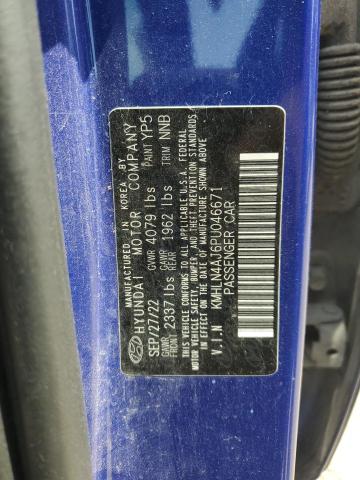 MANUFACTURED IN KOREA BY
HYUNDAI MOTOR COMPANY
SEP/27/22 GVWR 4079 lbs PAINT YP5
GAWR FRONT 2337 lbs GAWR REAR 1962 lbs TRIM NNB
THIS VEHICLE CONFORMS TO ALL APPLICABLE U.S.A. FEDERAL
MOTOR VEHICLE SAFETY, BUMPER, AND THEFT PREVENTION
STANDARDS IN EFFECT ON THE DATE OF MANUFACTURE SHOWN ABOVE.
V.I.N KMHLN4AJ6PU046671
PASSENGER CAR